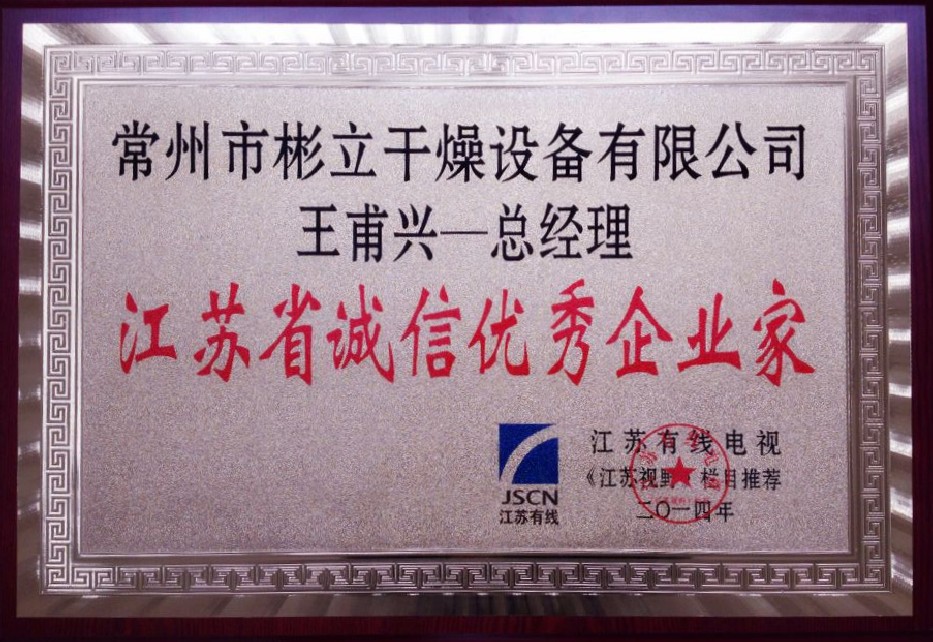 常州市彬立干燥设备有限公司
王甫兴—总经理
江苏省诚信优秀企业家
JSCN
江苏有线
江苏有线电视
《江苏视野》栏目推荐
二〇一四年